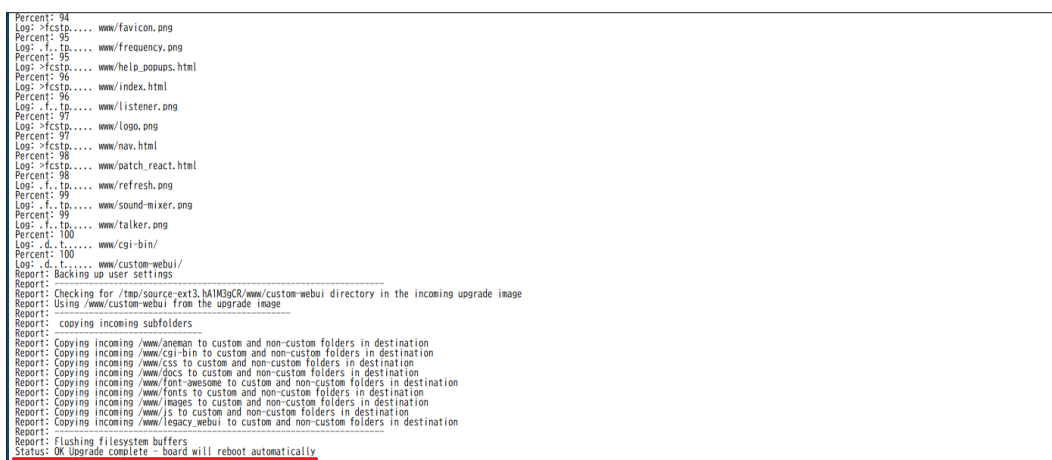 Percent: 94
Log: >fcstp..... www/favicon.png
Percent: 95
Log: .f..tp..... www/frequency.png
Percent: 95
Log: >fcstp..... www/help_popups.html
Percent: 96
Log: >fcstp..... www/index.html
Percent: 96
Log: .f..tp..... www/listener.png
Percent: 97
Log: >fcstp..... www/logo.png
Percent: 97
Log: >fcstp..... www/nav.html
Percent: 98
Log: >fcstp..... www/patch_react.html
Percent: 98
Log: .f..tp..... www/refresh.png
Percent: 99
Log: .f..tp..... www/sound-mixer.png
Percent: 99
Log: .f..tp..... www/talker.png
Percent: 100
Log: .d..t...... www/cgi-bin/
Percent: 100
Log: .d..t...... www/custom-webui/
Report: Backing up user settings
Report: -------------------------------------------------------------------
Report: Checking for /tmp/source-ext3.hA1M3gCR/www/custom-webui directory in the incoming upgrade image
Report: Using /www/custom-webui from the upgrade image
Report: ------------------------------------------------
Report:  copying incoming subfolders
Report: ------------------------------
Report: Copying incoming /www/aneman to custom and non-custom folders in destination
Report: Copying incoming /www/cgi-bin to custom and non-custom folders in destination
Report: Copying incoming /www/css to custom and non-custom folders in destination
Report: Copying incoming /www/docs to custom and non-custom folders in destination
Report: Copying incoming /www/font-awesome to custom and non-custom folders in destination
Report: Copying incoming /www/fonts to custom and non-custom folders in destination
Report: Copying incoming /www/images to custom and non-custom folders in destination
Report: Copying incoming /www/js to custom and non-custom folders in destination
Report: Copying incoming /www/legacy_webui to custom and non-custom folders in destination
Report: -------------------------------------------------------------------
Report: Flushing filesystem buffers
Status: OK Upgrade complete - board will reboot automatically